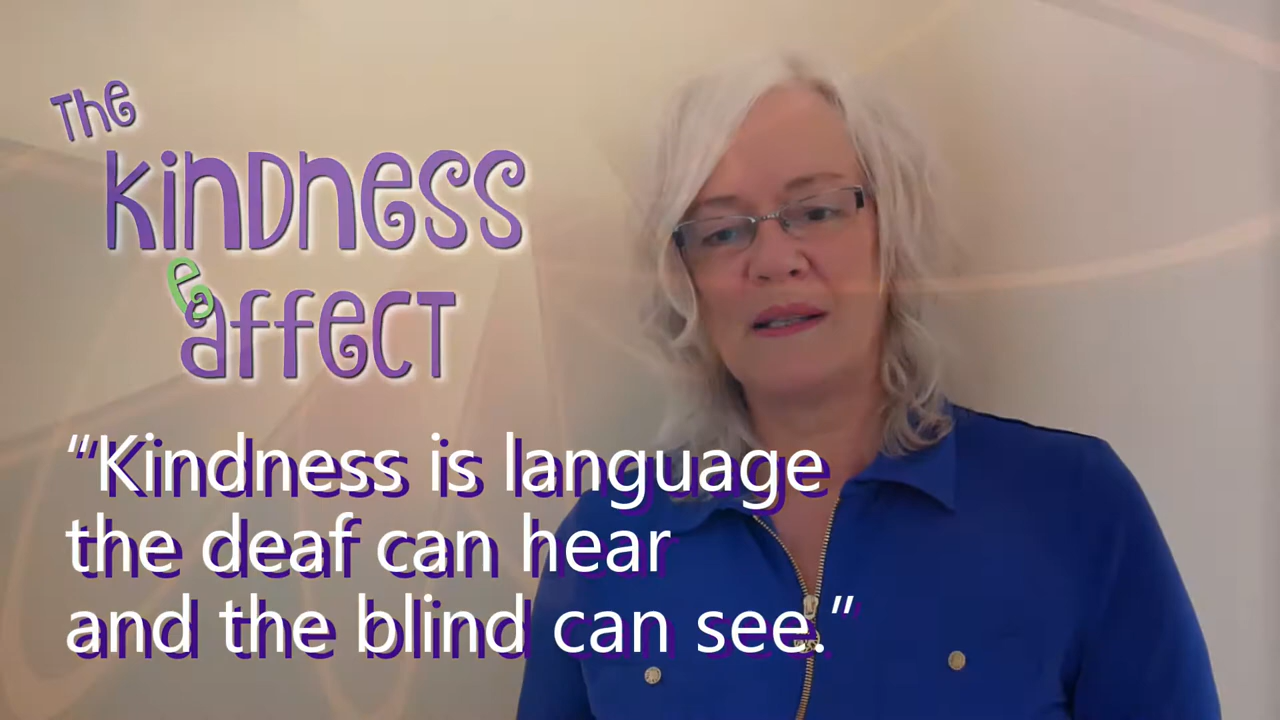 The
kindness
e
affect
“Kindness is language
the deaf can hear
and the blind can see.”